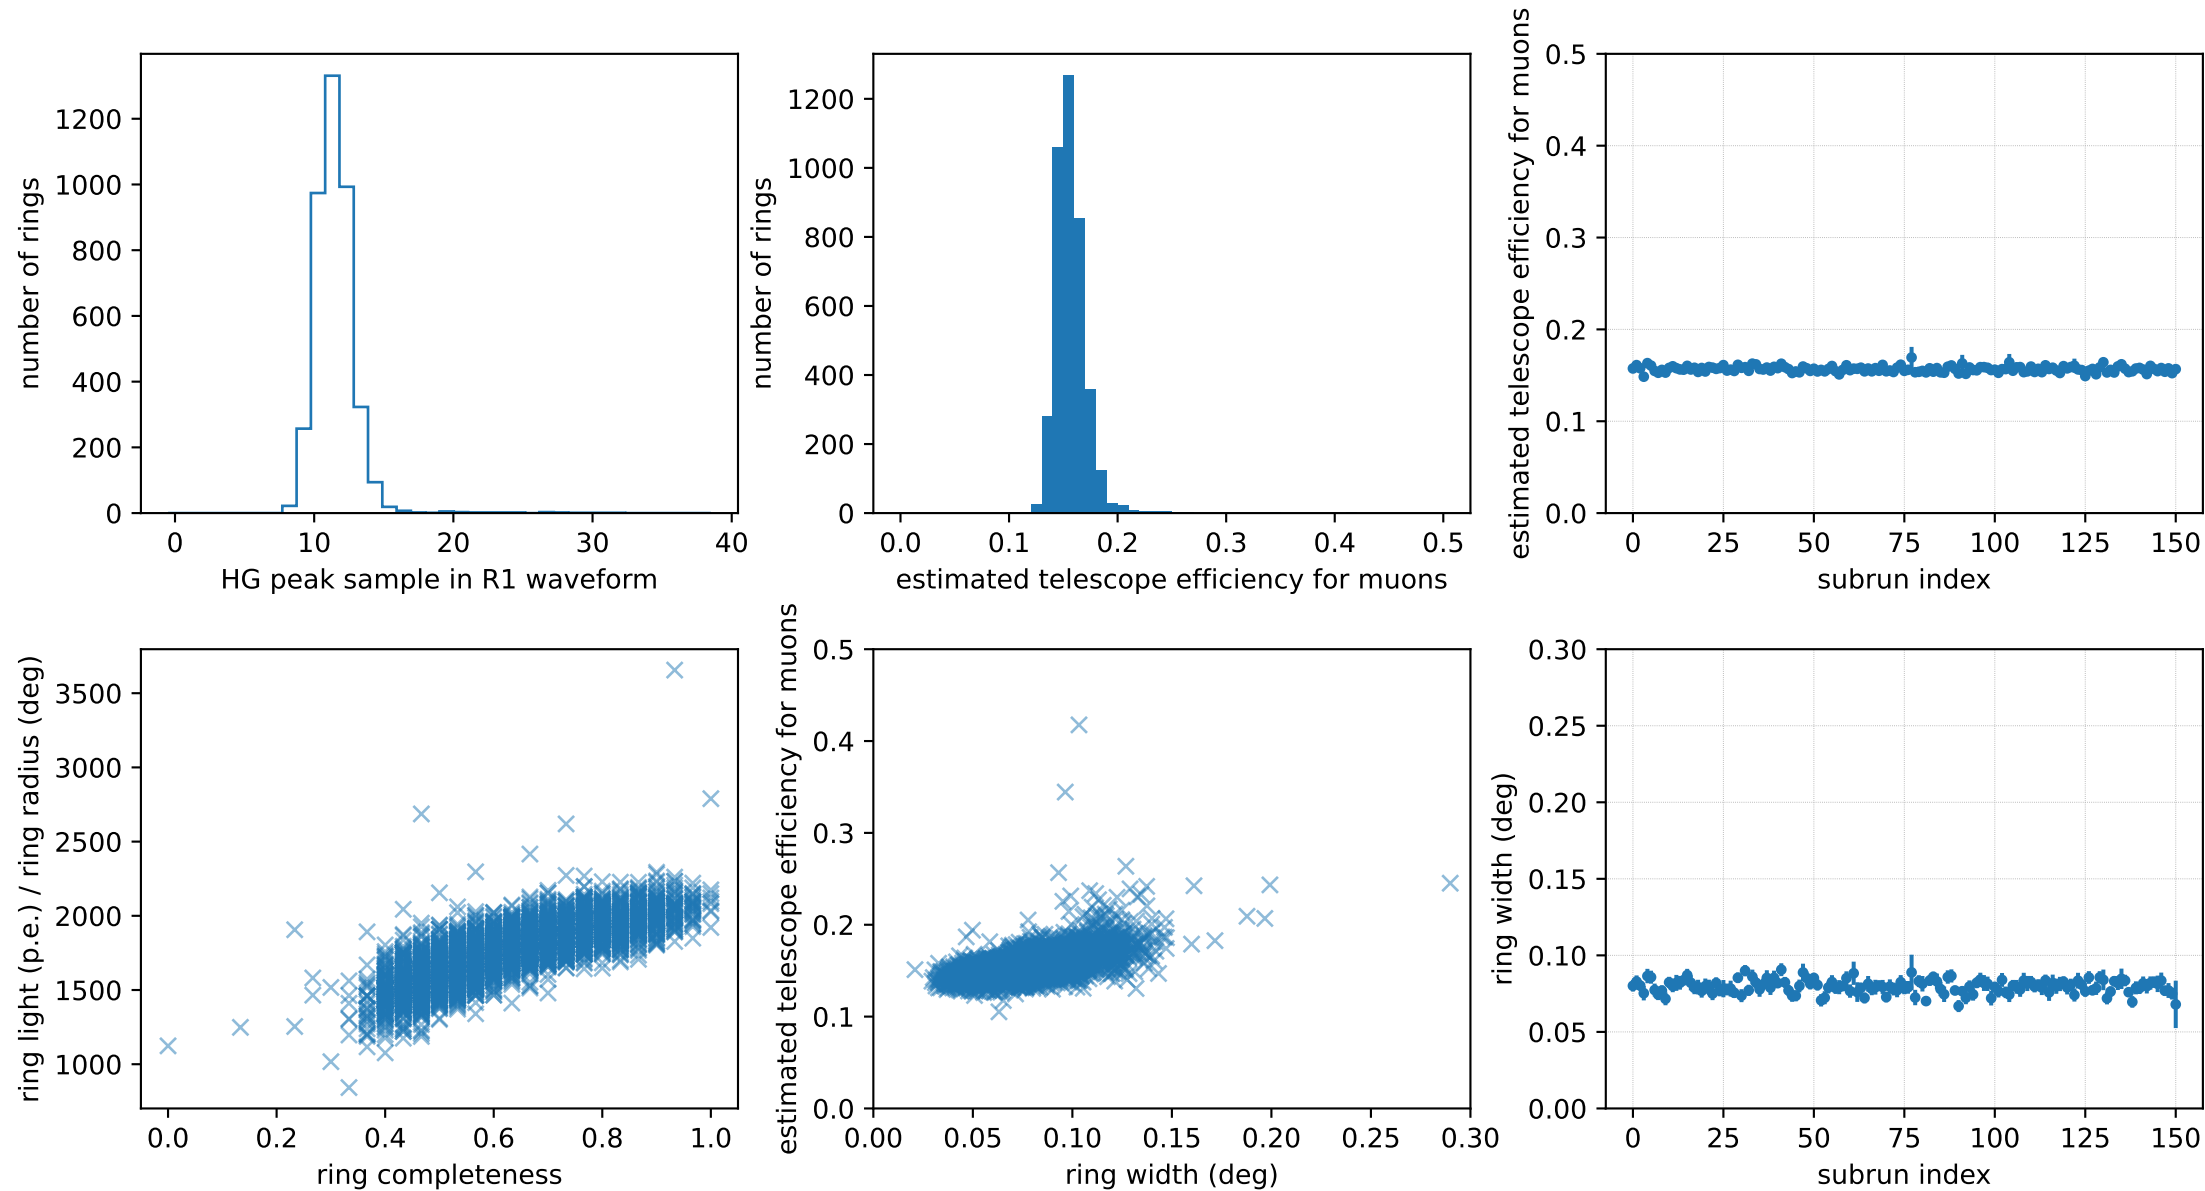 number of rings
1200
1000
800
600
400
200
0
0 10 20 30 40
HG peak sample in R1 waveform
number of rings
1200
1000
800
600
400
200
0
0.0 0.1 0.2 0.3 0.4 0.5
estimated telescope efficiency for muons
estimated telescope efficiency for muons
0.5
0.4
0.3
0.2
0.1
0.0
0 25 50 75 100 125 150
subrun index
ring light (p.e.) / ring radius (deg)
3500
3000
2500
2000
1500
1000
0.0 0.2 0.4 0.6 0.8 1.0
ring completeness
estimated telescope efficiency for muons
0.5
0.4
0.3
0.2
0.1
0.0
0.00 0.05 0.10 0.15 0.20 0.25 0.30
ring width (deg)
ring width (deg)
0.30
0.25
0.20
0.15
0.10
0.05
0.00
0 25 50 75 100 125 150
subrun index